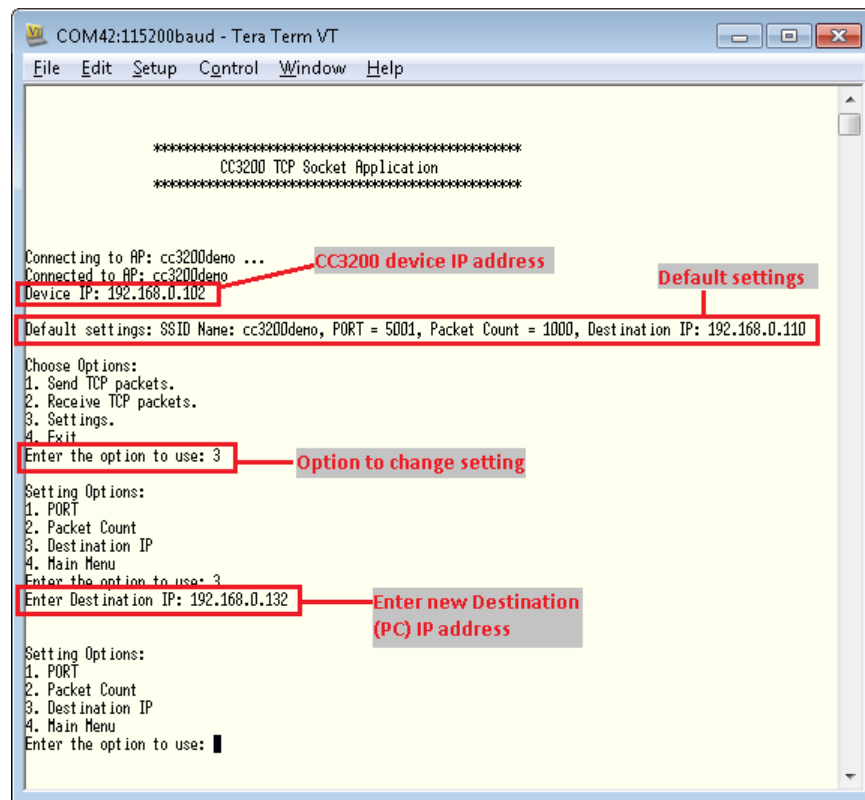 COM42:115200baud - Tera Term VT
File Edit Setup Control Window Help
**************************************************
CC3200 TCP Socket Application
**************************************************
Connecting to AP: cc3200demo ...
Connected to AP: cc3200demo
CC3200 device IP address
Device IP: 192.168.0.102
Default settings
Default settings: SSID Name: cc3200demo, PORT = 5001, Packet Count = 1000, Destination IP: 192.168.0.110
Choose Options:
1. Send TCP packets.
2. Receive TCP packets.
3. Settings.
4. Exit
Enter the option to use: 3
Option to change setting
Setting Options:
1. PORT
2. Packet Count
3. Destination IP
4. Main Menu
Enter the option to use: 3
Enter Destination IP: 192.168.0.132
Enter new Destination
(PC) IP address
Setting Options:
1. PORT
2. Packet Count
3. Destination IP
4. Main Menu
Enter the option to use: